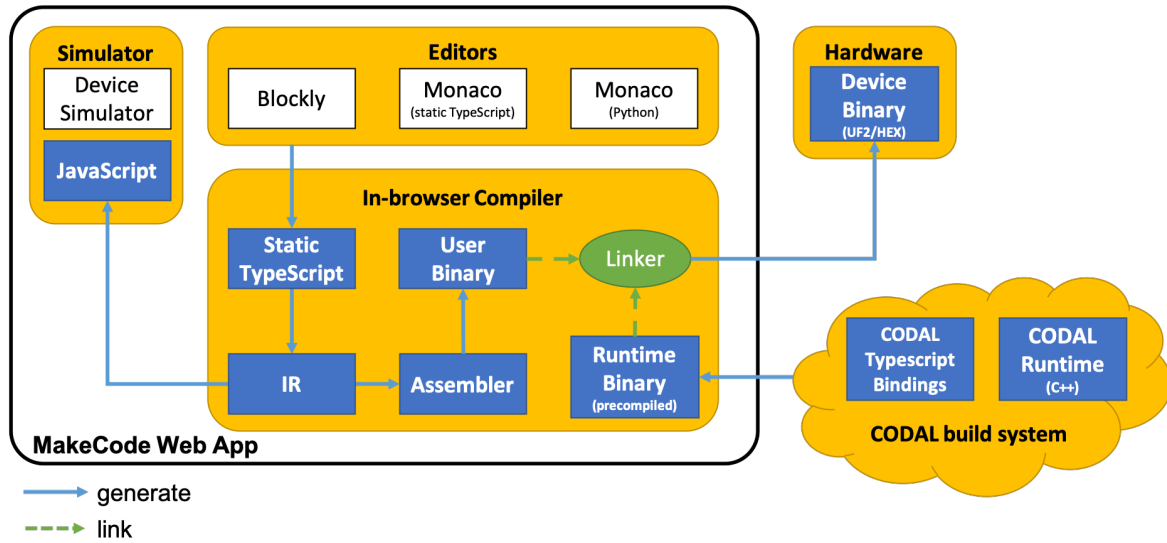 Simulator
Device
Simulator
JavaScript
Editors
Blockly
Monaco
(static TypeScript)
Monaco
(Python)
Hardware
Device
Binary
(UF2/HEX)
In-browser Compiler
Static
TypeScript
User
Binary
Linker
IR
Assembler
Runtime
Binary
(precompiled)
MakeCode Web App
CODAL
Typescript
Bindings
CODAL
Runtime
(C++)
CODAL build system
generate
link